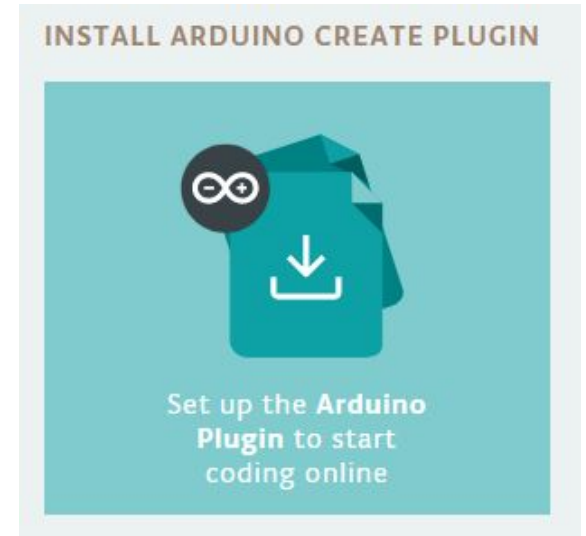 INSTALL ARDUINO CREATE PLUGIN
Set up the Arduino
Plugin to start
coding online